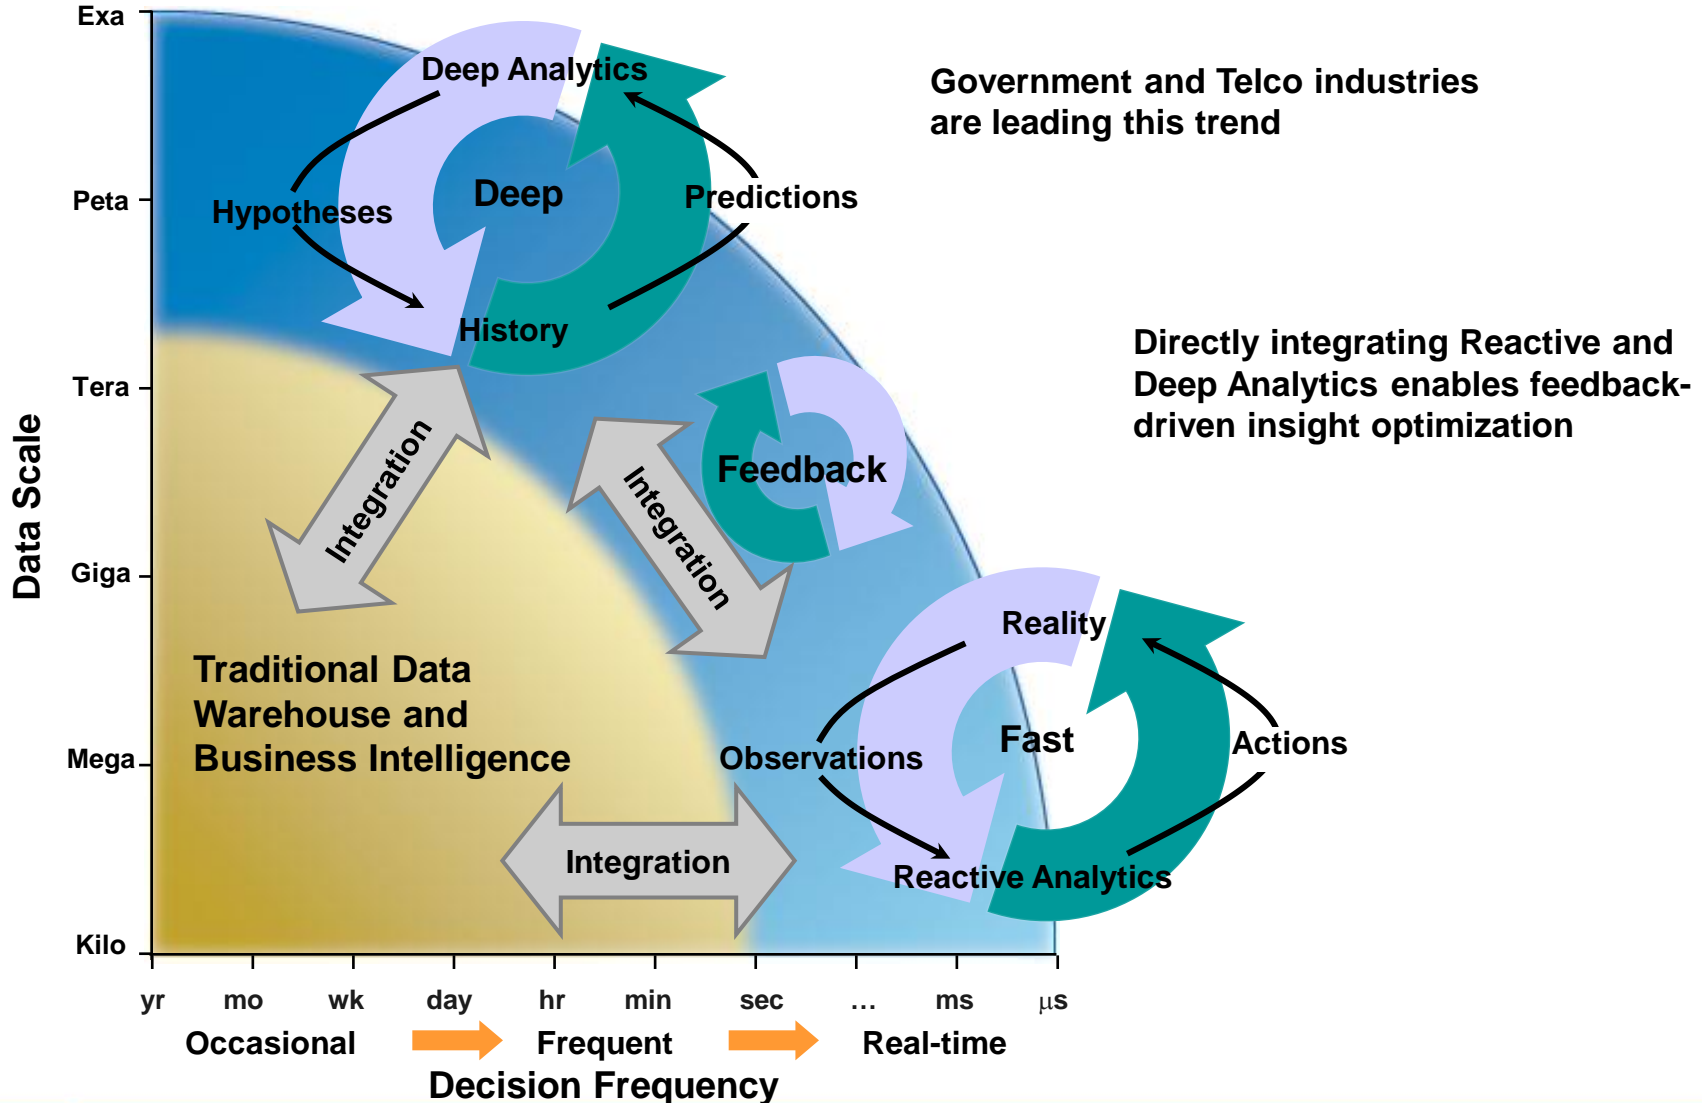 Exa
Deep Analytics
Government and Telco industries
are leading this trend
Peta
Hypotheses
Deep
Predictions
History
Tera
Directly integrating Reactive and
Deep Analytics enables feedback-
driven insight optimization
Data Scale
Integration
Integration
Feedback
Giga
Reality
Traditional Data
Warehouse and
Business Intelligence
Mega
Observations
Fast
Actions
Integration
Reactive Analytics
Kilo
yr mo wk day hr min sec … ms μs
Occasional Frequent Real-time
Decision Frequency